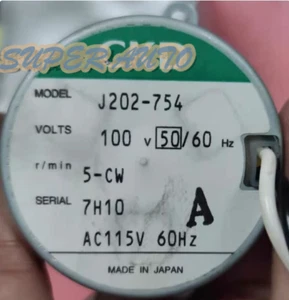 SUPER AUTO
MODEL J202-754
VOLTS 100 V 50/60 Hz
r/min 5-CW
SERIAL 7H10 A
AC115V 60Hz
MADE IN JAPAN